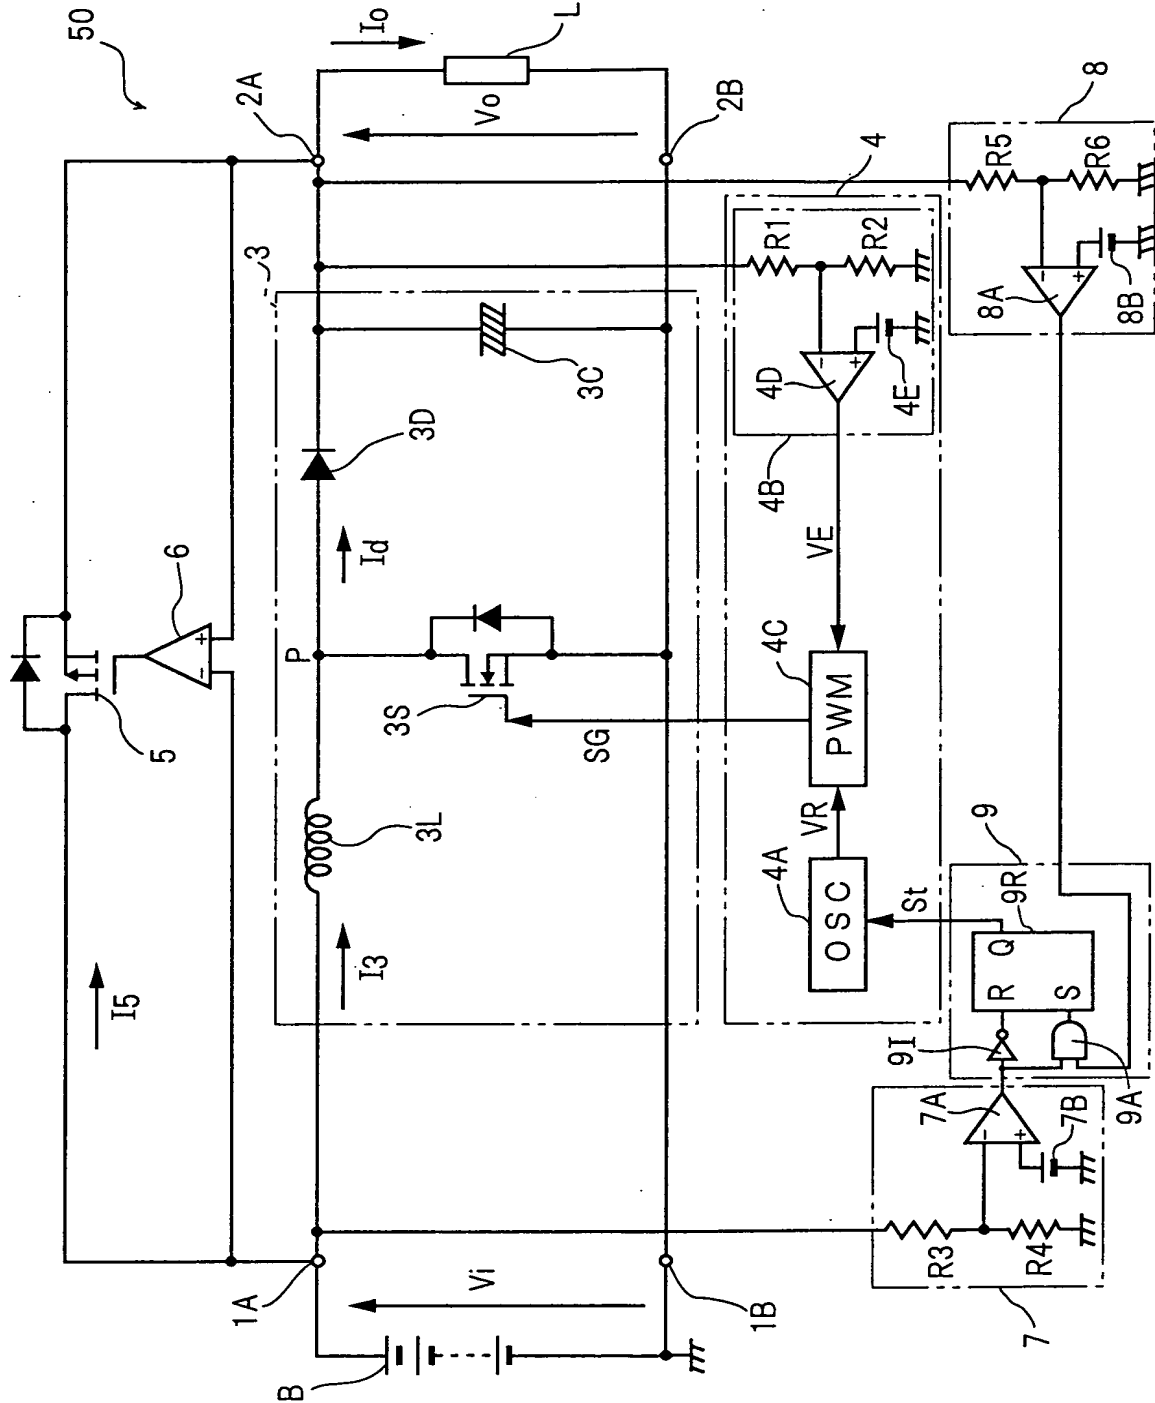 50
I5
5
6
1A
2A
3
P
I3
3L
Id
3D
3S
SG
3C
Io
L
Vo
Vi
B
1B
2B
4
4A
OSC
VR
4C
PWM
VE
4B
4D
4E
R1
R2
St
7
R3
R4
7A
7B
9
9I
9A
9R
R
S
Q
8
8A
8B
R5
R6
− +
− +
− +
− +